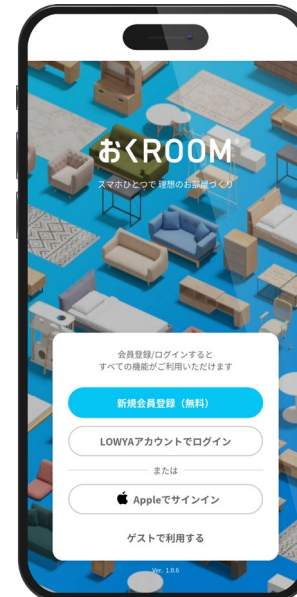 おくROOM
スマホひとつで 理想のお部屋づくり
会員登録/ログインすると
すべての機能がご利用いただけます
新規会員登録（無料）
LOWYAアカウントでログイン
または
Appleでサインイン
ゲストで利用する
Ver. 1.0.6